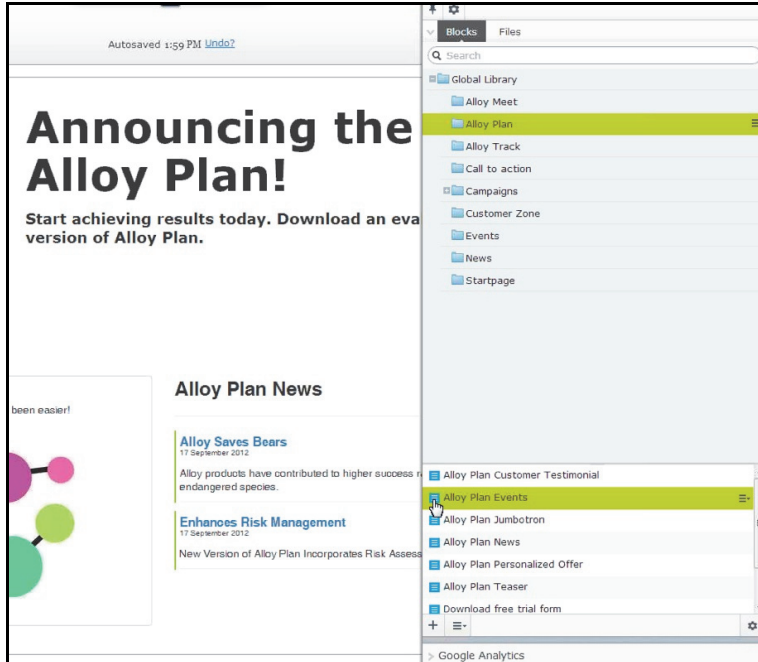 Autosaved 1:59 PM Undo?
Announcing the
Alloy Plan!
Start achieving results today. Download an eva
version of Alloy Plan.
been easier!
Alloy Plan News
Alloy Saves Bears
17 September 2012
Alloy products have contributed to higher success r
endangered species.
Enhances Risk Management
17 September 2012
New Version of Alloy Plan Incorporates Risk Assess
Blocks Files
Search
Global Library
Alloy Meet
Alloy Plan
Alloy Track
Call to action
Campaigns
Customer Zone
Events
News
Startpage
Alloy Plan Customer Testimonial
Alloy Plan Events
Alloy Plan Jumbotron
Alloy Plan News
Alloy Plan Personalized Offer
Alloy Plan Teaser
Download free trial form
Google Analytics